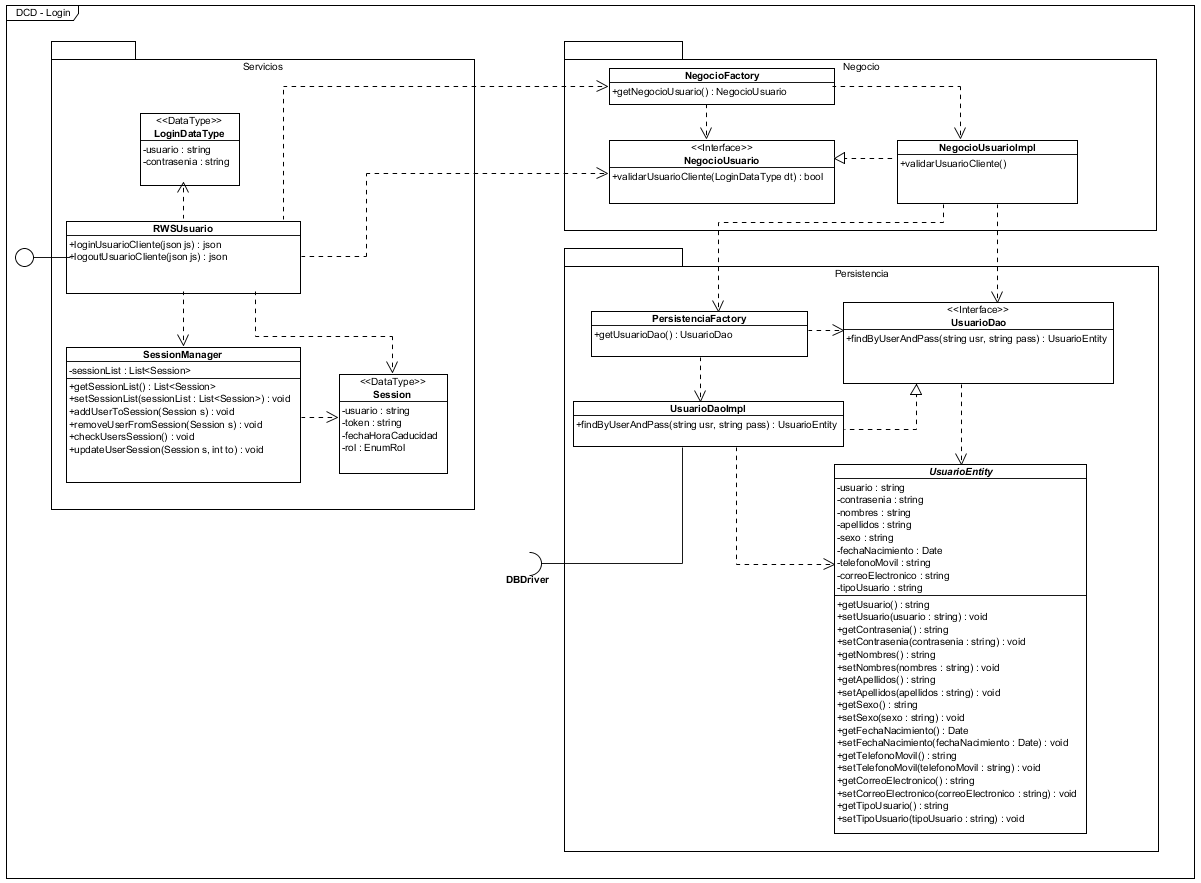 DCD - Login
Servicios
<<DataType>>
LoginDataType
-usuario : string
-contrasenia : string
RWSUsuario
+loginUsuarioCliente(json js) : json
+logoutUsuarioCliente(json js) : json
SessionManager
-sessionList : List<Session>
+getSessionList() : List<Session>
+setSessionList(sessionList : List<Session>) : void
+addUserToSession(Session s) : void
+removeUserFromSession(Session s) : void
+checkUsersSession() : void
+updateUserSession(Session s, int to) : void
<<DataType>>
Session
-usuario : string
-token : string
-fechaHoraCaducidad
-rol : EnumRol
Negocio
NegocioFactory
+getNegocioUsuario() : NegocioUsuario
<<Interface>>
NegocioUsuario
+validarUsuarioCliente(LoginDataType dt) : bool
NegocioUsuarioImpl
+validarUsuarioCliente()
Persistencia
PersistenciaFactory
+getUsuarioDao() : UsuarioDao
<<Interface>>
UsuarioDao
+findByUserAndPass(string usr, string pass) : UsuarioEntity
UsuarioDaoImpl
+findByUserAndPass(string usr, string pass) : UsuarioEntity
DBDriver
UsuarioEntity
-usuario : string
-contrasenia : string
-nombres : string
-apellidos : string
-sexo : string
-fechaNacimiento : Date
-telefonoMovil : string
-correoElectronico : string
-tipoUsuario : string
+getUsuario() : string
+setUsuario(usuario : string) : void
+getContrasenia() : string
+setContrasenia(contrasenia : string) : void
+getNombres() : string
+setNombres(nombres : string) : void
+getApellidos() : string
+setApellidos(apellidos : string) : void
+getSexo() : string
+setSexo(sexo : string) : void
+getFechaNacimiento() : Date
+setFechaNacimiento(fechaNacimiento : Date) : void
+getTelefonoMovil() : string
+setTelefonoMovil(telefonoMovil : string) : void
+getCorreoElectronico() : string
+setCorreoElectronico(correoElectronico : string) : void
+getTipoUsuario() : string
+setTipoUsuario(tipoUsuario : string) : void